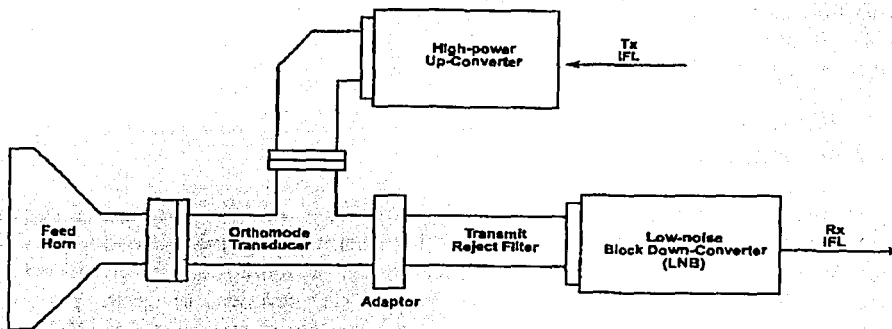 High-power
Up-Converter
Tx
IFL
Feed
Horn
Orthomode
Transducer
Adaptor
Transmit
Reject Filter
Low-noise
Block Down-Converter
(LNB)
Rx
IFL